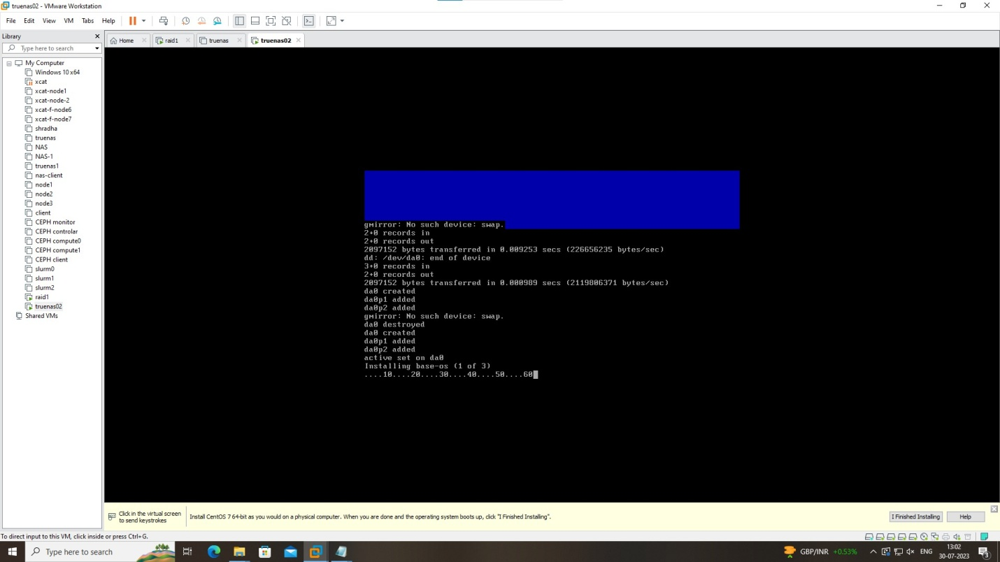 truenas02 - VMware Workstation
File Edit View VM Tabs Help
Library
Type here to search
Home
raid1
truenas
truenas02
My Computer
Windows 10 x64
xcat
xcat-node1
xcat-node-2
xcat-f-node6
xcat-f-node7
shradha
truenas
NAS
NAS-1
truenas1
nas-client
node1
node2
node3
client
CEPH monitor
CEPH controlar
CEPH compute0
CEPH compute1
CEPH client
slurm0
slurm1
slurm2
raid1
truenas02
Shared VMs
gmirror: No such device: swap.
2+0 records in
2+0 records out
2097152 bytes transferred in 0.009253 secs (226656235 bytes/sec)
dd: /dev/da0: end of device
3+0 records in
2+0 records out
2097152 bytes transferred in 0.000989 secs (2119806371 bytes/sec)
da0 created
da0p1 added
da0p2 added
gmirror: No such device: swap.
da0 destroyed
da0 created
da0p1 added
da0p2 added
active set on da0
Installing base-os (1 of 3)
....10....20....30....40....50....60
Click in the virtual screen
to send keystrokes
Install CentOS 7 64-bit as you would on a physical computer. When you are done and the operating system boots up, click "I Finished Installing".
I Finished Installing
Help
To direct input to this VM, click inside or press Ctrl+G.
Type here to search
GBP/INR +0.53%
ENG
13:02
30-07-2023
3